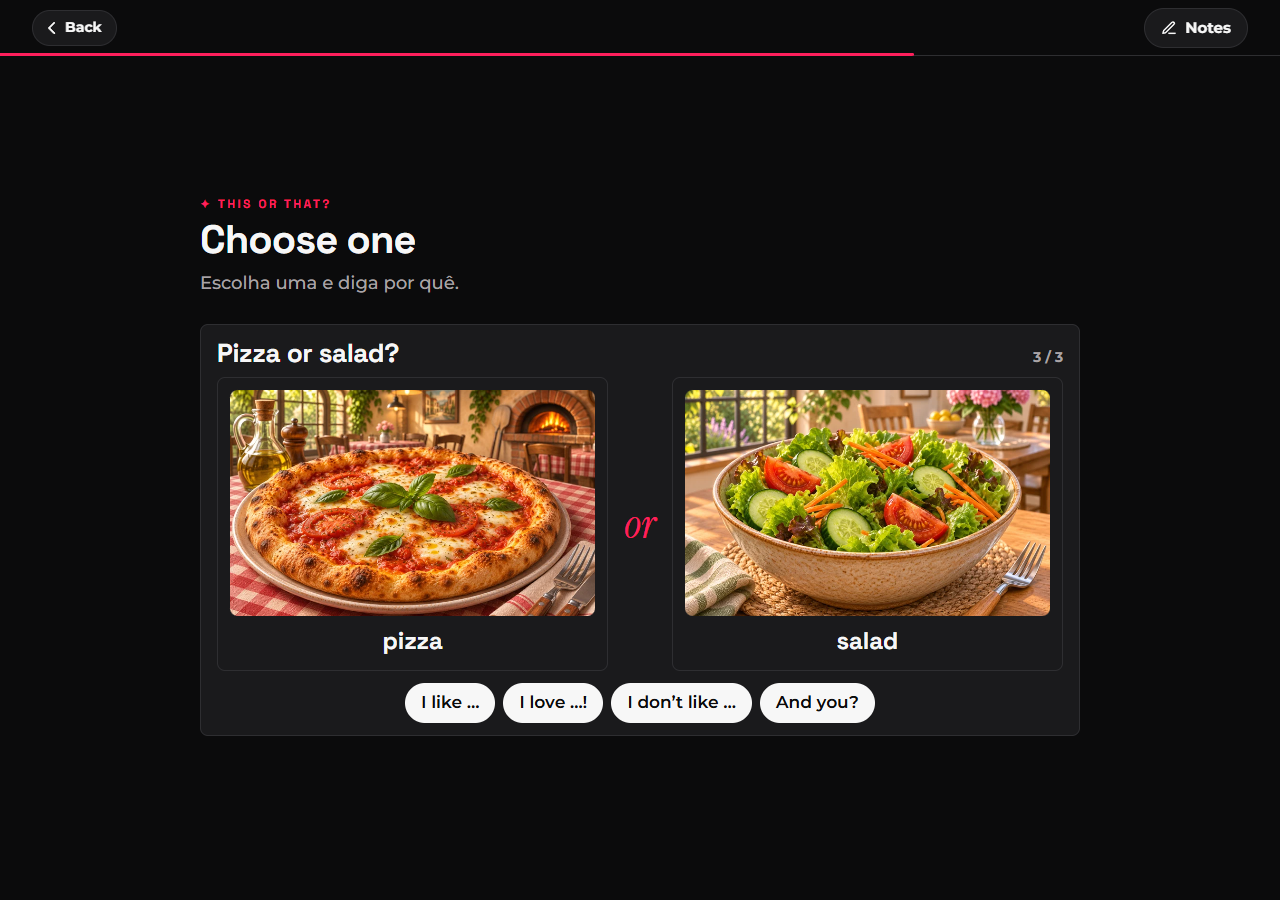 Back
Notes
✦ THIS OR THAT?
Choose one
Escolha uma e diga por quê.
Pizza or salad?
3 / 3
or
pizza
salad
I like ...
I love ...!
I don’t like ...
And you?